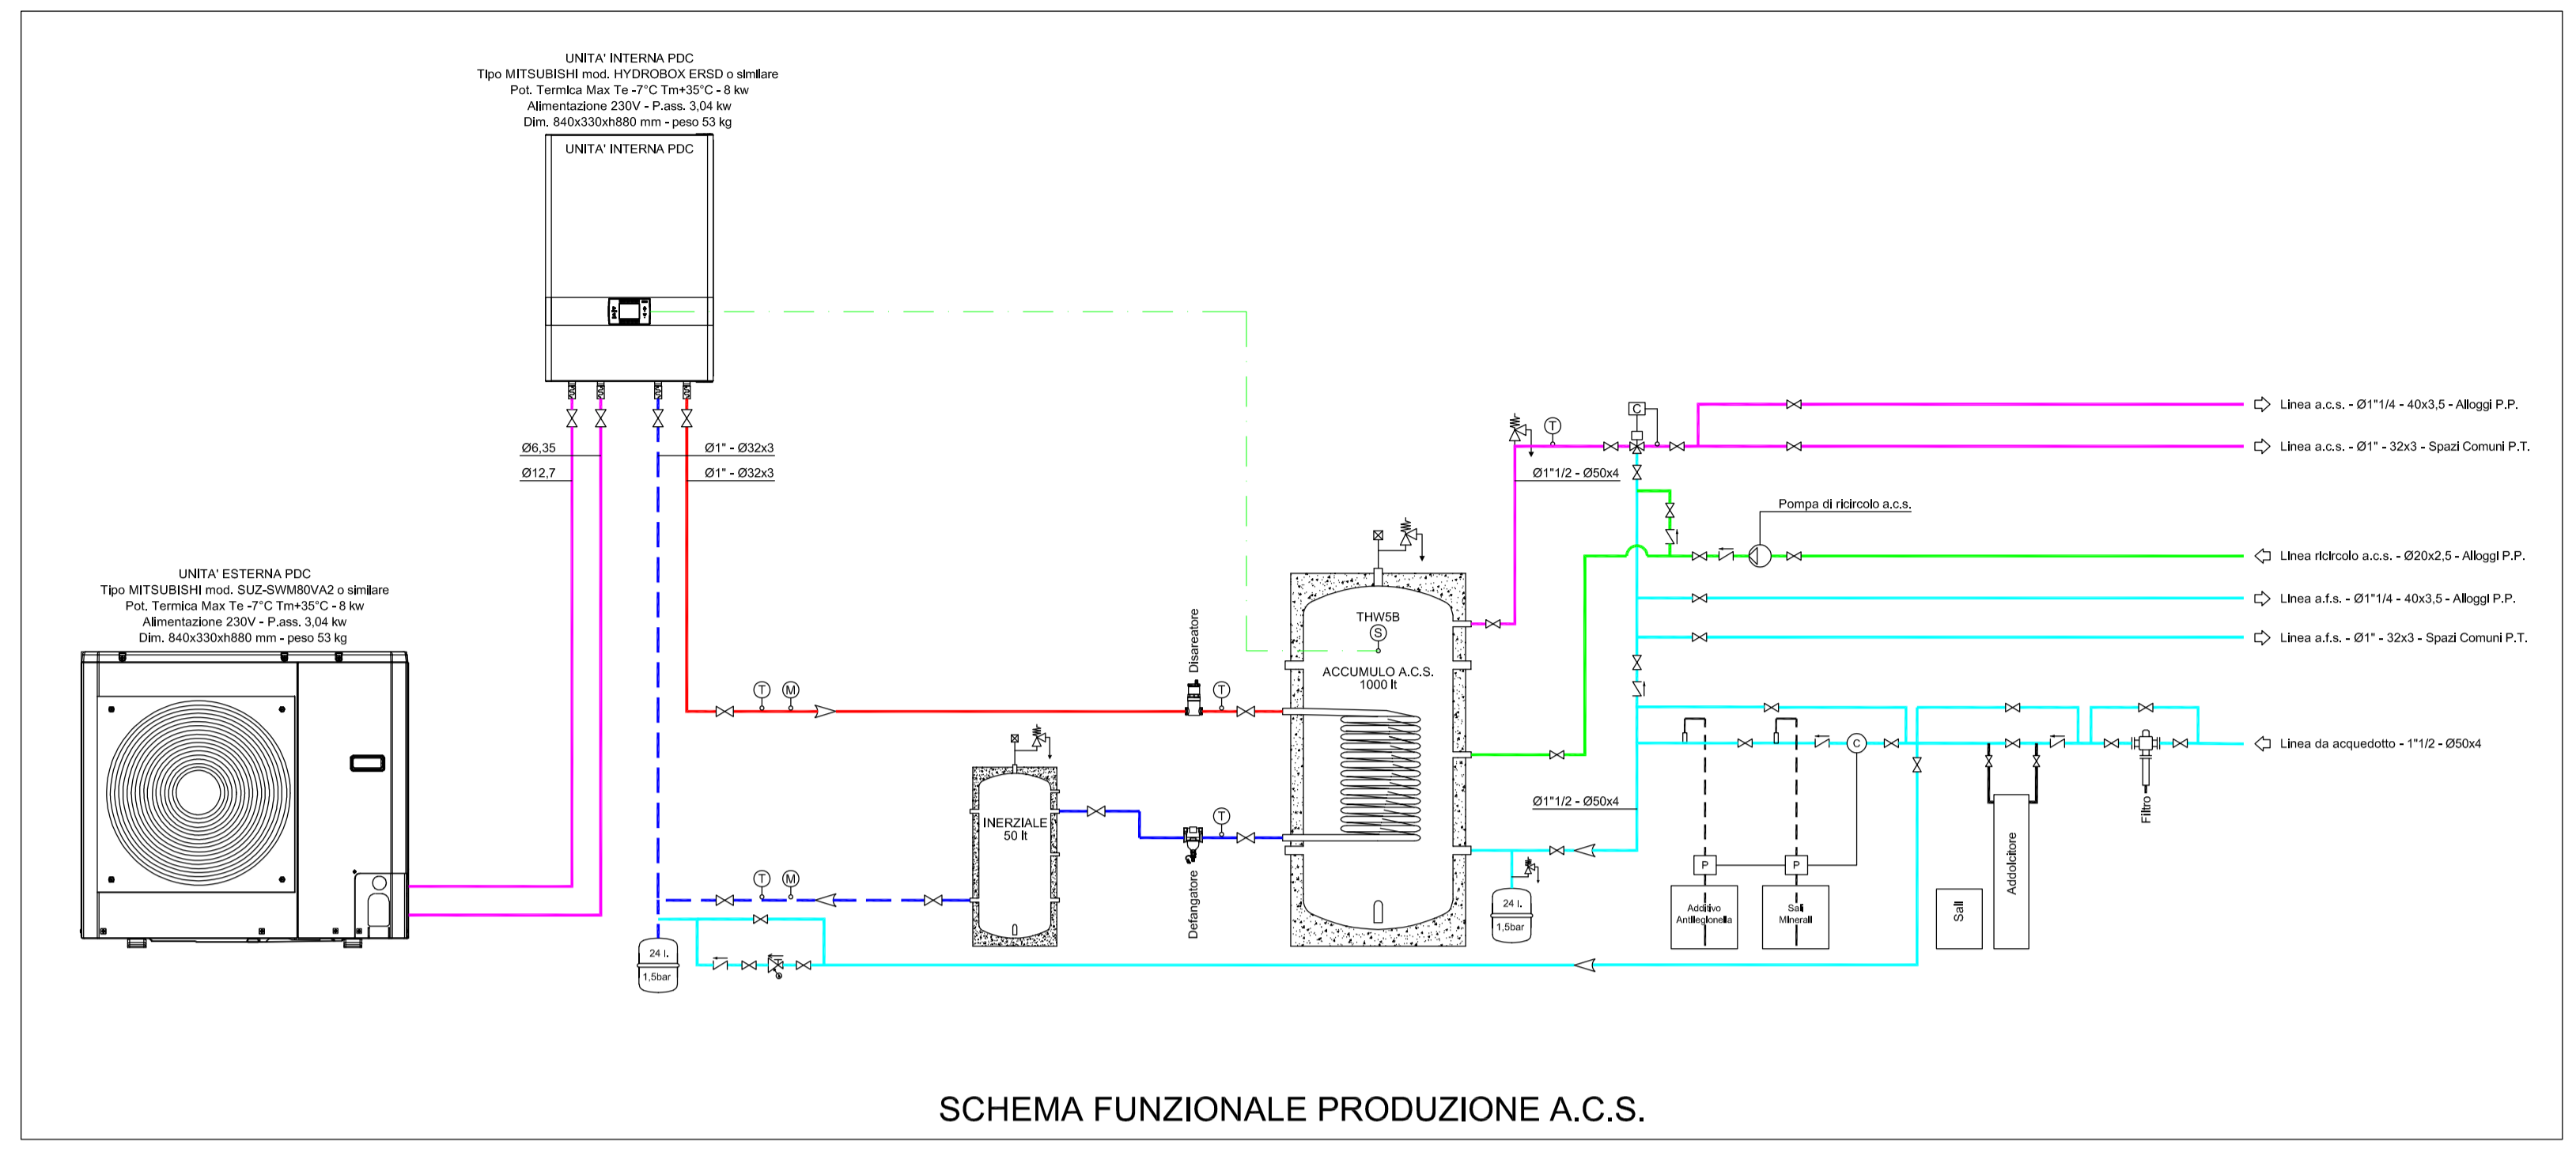 UNITA' INTERNA PDC
Tipo MITSUBISHI mod. HYDROBOX ERSD o similare
Pot. Termica Max Te -7°C Tm+35°C - 8 kw
Alimentazione 230V - P.ass. 3,04 kw
Dim. 840x330xh880 mm - peso 53 kg
UNITA' INTERNA PDC
Ø6,35
Ø12,7
Ø1" - Ø32x3
Ø1" - Ø32x3
UNITA' ESTERNA PDC
Tipo MITSUBISHI mod. SUZ-SWM80VA2 o similare
Pot. Termica Max Te -7°C Tm+35°C - 8 kw
Alimentazione 230V - P.ass. 3,04 kw
Dim. 840x330xh880 mm - peso 53 kg
T
M
Disareatore
T
T
M
24 l.
1,5bar
INERZIALE
50 lt
T
Defangatore
THW5B
S
ACCUMULO A.C.S.
1000 lt
T
C
Ø1"1/2 - Ø50x4
Linea a.c.s. - Ø1"1/4 - 40x3,5 - Alloggi P.P.
Linea a.c.s. - Ø1" - 32x3 - Spazi Comuni P.T.
Pompa di ricircolo a.c.s.
Linea ricircolo a.c.s. - Ø20x2,5 - Alloggi P.P.
Linea a.f.s. - Ø1"1/4 - 40x3,5 - Alloggi P.P.
Linea a.f.s. - Ø1" - 32x3 - Spazi Comuni P.T.
C
Linea da acquedotto - 1"1/2 - Ø50x4
Ø1"1/2 - Ø50x4
Filtro
24 l.
1,5bar
P
P
Additivo
Antilegionella
Sali
Minerali
Sali
Addolcitore
SCHEMA FUNZIONALE PRODUZIONE A.C.S.